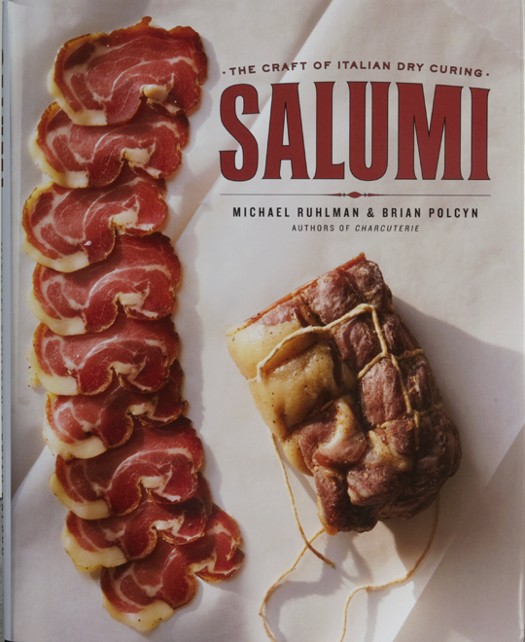 · THE CRAFT OF ITALIAN DRY CURING ·
SALUMI
MICHAEL RUHLMAN & BRIAN POLCYN
AUTHORS OF CHARCUTERIE